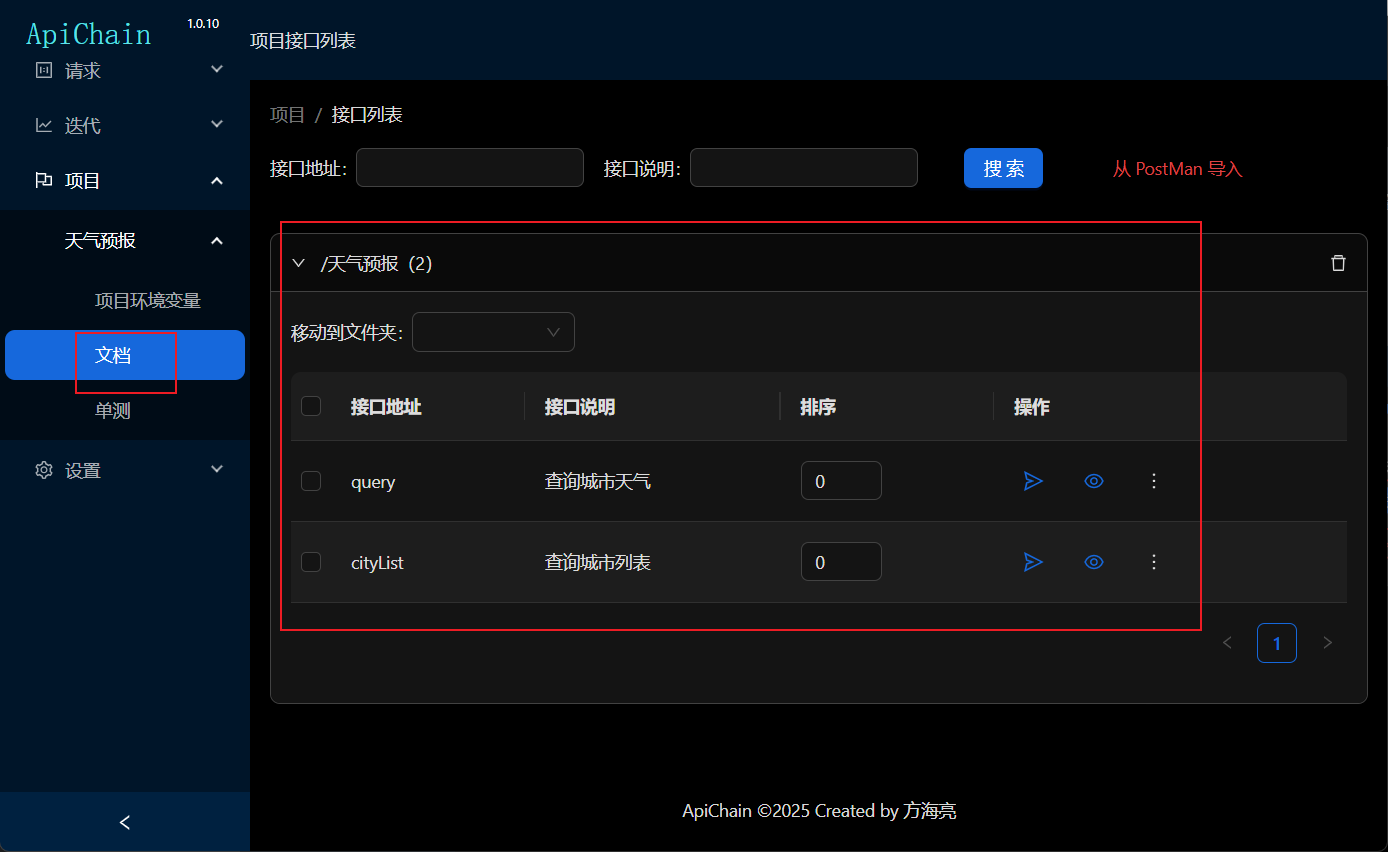 ApiChain 1.0.10
请求
迭代
项目
天气预报
项目环境变量
文档
单测
设置
项目接口列表
项目 / 接口列表
接口地址: 接口说明: 搜 索 从 PostMan 导入
/天气预报（2）
移动到文件夹:
接口地址 接口说明 排序 操作
query 查询城市天气 0
cityList 查询城市列表 0
1
ApiChain ©2025 Created by 方海亮